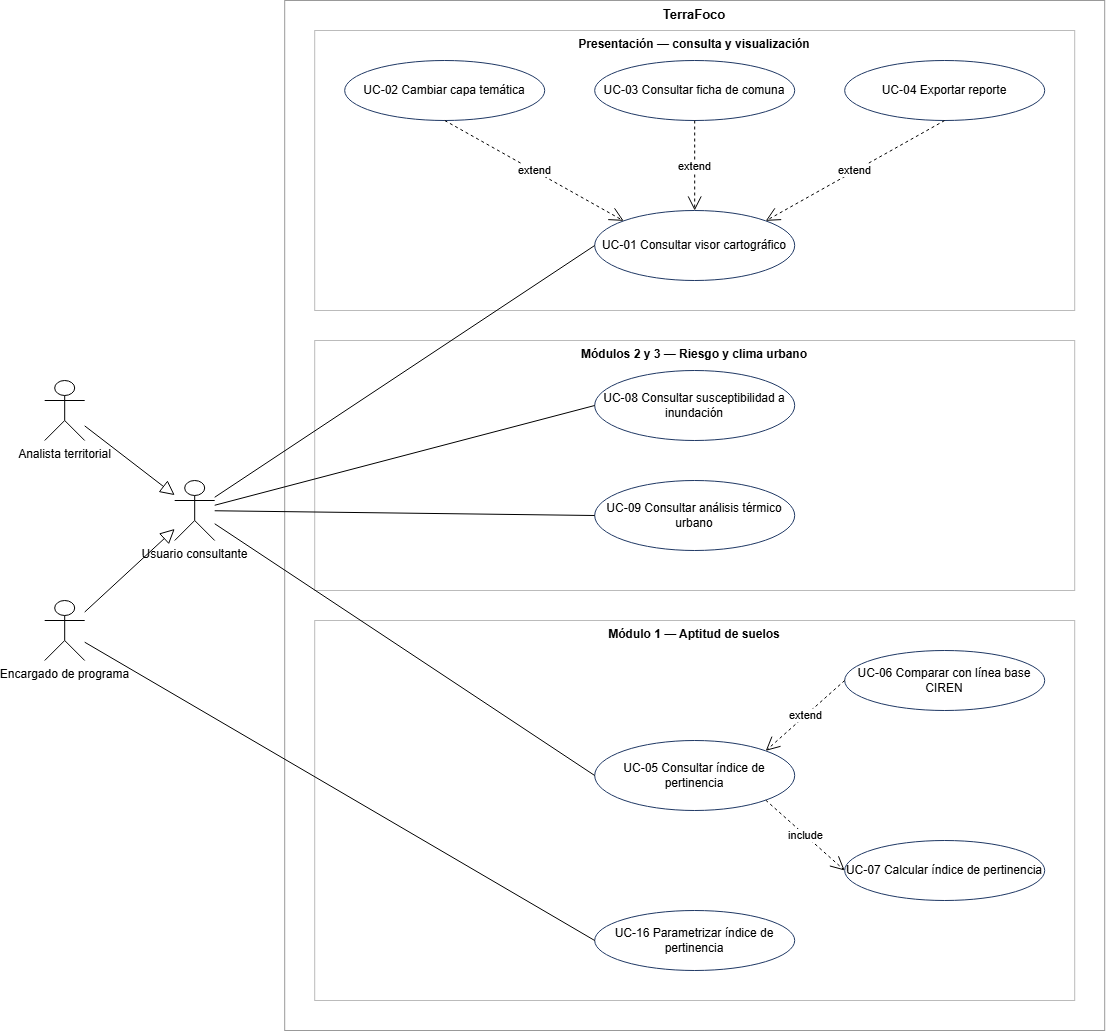 TerraFoco
Presentación — consulta y visualización
UC-02 Cambiar capa temática
UC-03 Consultar ficha de comuna
UC-04 Exportar reporte
extend
extend
extend
UC-01 Consultar visor cartográfico
Módulos 2 y 3 — Riesgo y clima urbano
UC-08 Consultar susceptibilidad a
inundación
Analista territorial
UC-09 Consultar análisis térmico
urbano
Usuario consultante
Módulo 1 — Aptitud de suelos
Encargado de programa
UC-06 Comparar con línea base
CIREN
extend
UC-05 Consultar índice de
pertinencia
include
UC-07 Calcular índice de pertinencia
UC-16 Parametrizar índice de
pertinencia